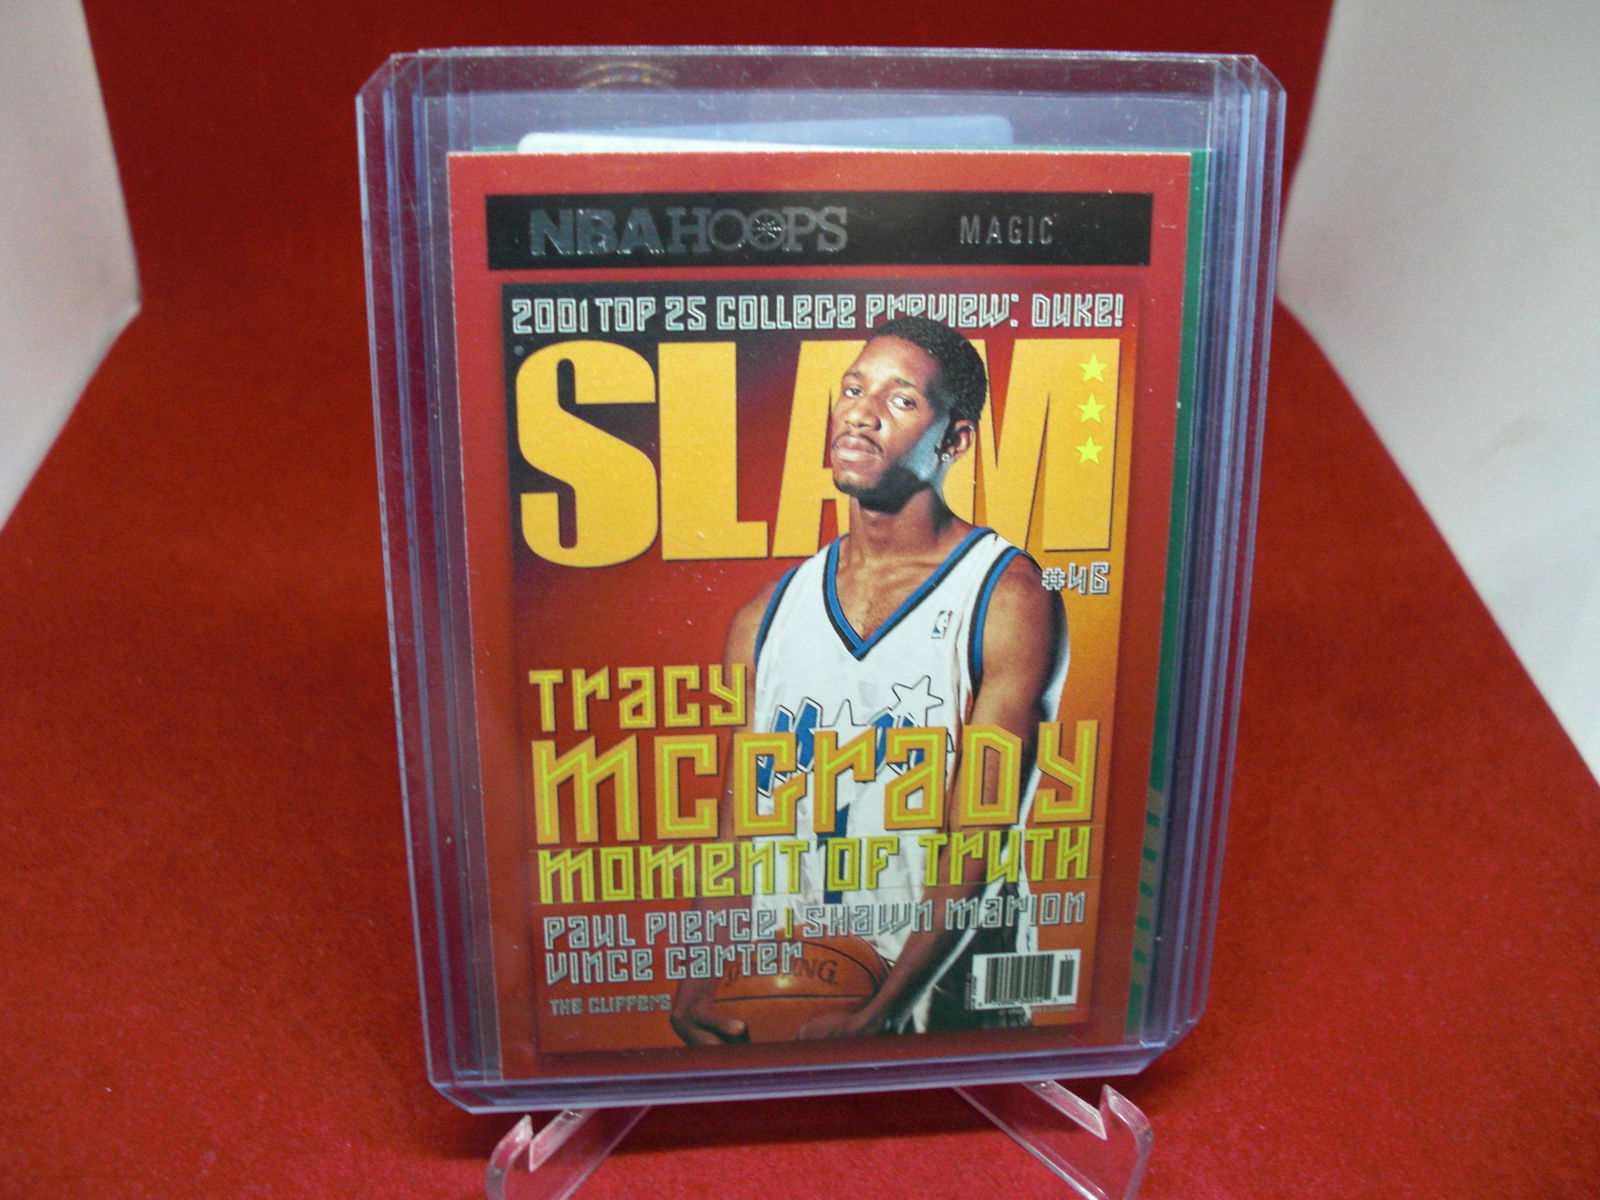 NBA HOOPS MAGIC
2001 TOP 25 COLLEGE PREVIEW: DUKE!
SLAM
#46
TRACY
MCGRADY
MOMENT OF TRUTH
PAUL PIERCE | SHAWN MARION
VINCE CARTER
THE CLIPPERS